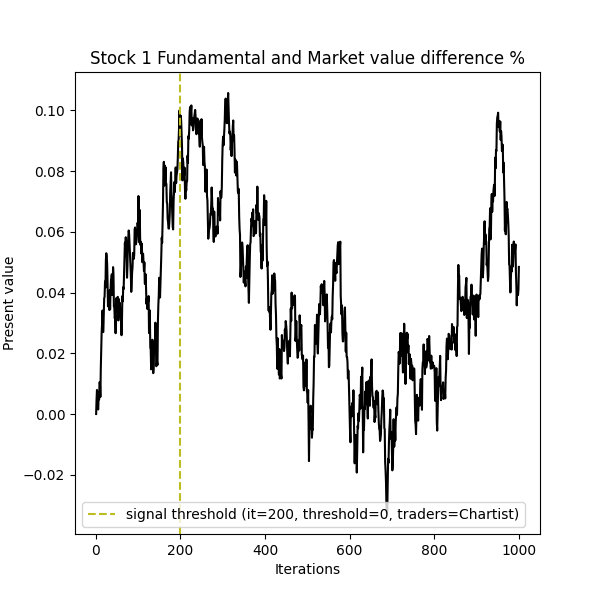 Stock 1 Fundamental and Market value difference %
Present value
0.10
0.08
0.06
0.04
0.02
0.00
−0.02
signal threshold (it=200, threshold=0, traders=Chartist)
0 200 400 600 800 1000
Iterations